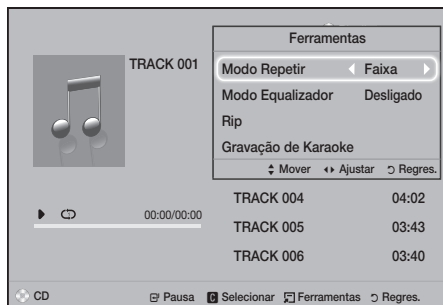 Ferramentas
TRACK 001
Modo Repetir Faixa
Modo Equalizador Desligado
Rip
Gravação de Karaoke
Mover Ajustar Regres.
TRACK 004 04:02
00:00/00:00
TRACK 005 03:43
TRACK 006 03:40
CD Pausa C Selecionar Ferramentas Regres.